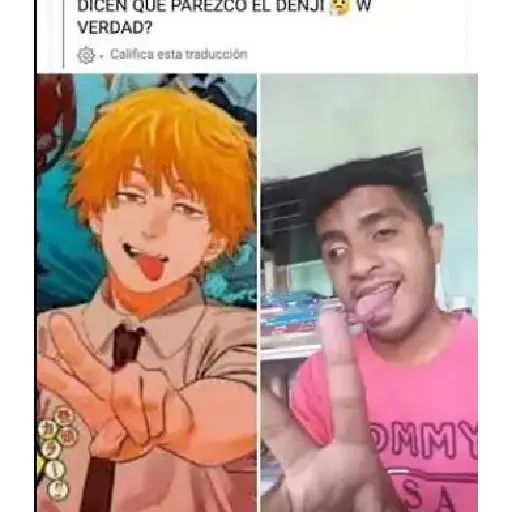 DICEN QUE PAREZCO EL DENJI 🤨 W
VERDAD?
Califica esta traducción
OMMY
SA